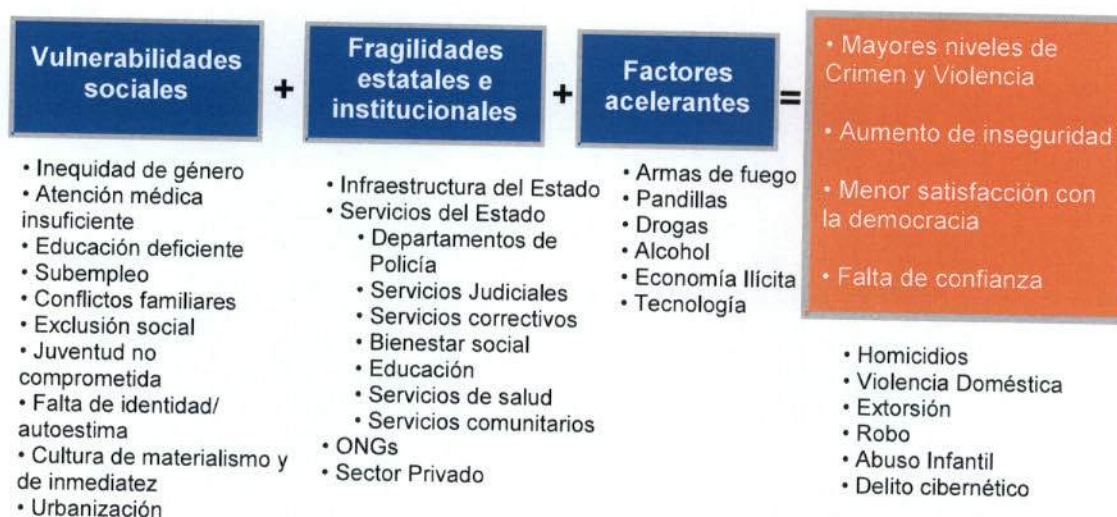 Vulnerabilidades
sociales
+
Fragilidades
estatales e
institucionales
+
Factores
acelerantes
=
• Mayores niveles de
Crimen y Violencia
• Aumento de inseguridad
• Menor satisfacción con
la democracia
• Falta de confianza
• Inequidad de género
• Atención médica
insuficiente
• Educación deficiente
• Subempleo
• Conflictos familiares
• Exclusión social
• Juventud no
comprometida
• Falta de identidad/
autoestima
• Cultura de materialismo y
de inmediatez
• Urbanización
• Infraestructura del Estado
• Servicios del Estado
• Departamentos de
Policía
• Servicios Judiciales
• Servicios correctivos
• Bienestar social
• Educación
• Servicios de salud
• Servicios comunitarios
• ONGs
• Sector Privado
• Armas de fuego
• Pandillas
• Drogas
• Alcohol
• Economía Ilícita
• Tecnología
• Homicidios
• Violencia Doméstica
• Extorsión
• Robo
• Abuso Infantil
• Delito cibernético